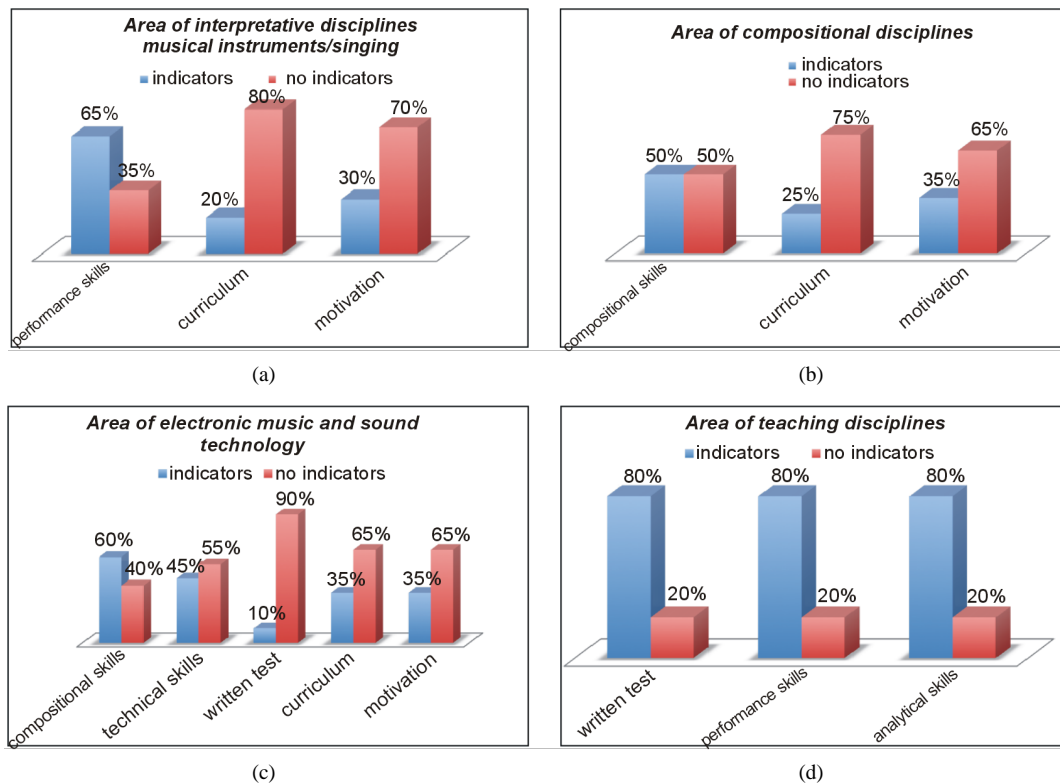 Area of interpretative disciplines
musical instruments/singing
indicators no indicators
65% 35% 20% 80% 30% 70%
performance skills curriculum motivation
(a)
Area of compositional disciplines
indicators
no indicators
50% 50% 25% 75% 35% 65%
compositional skills curriculum motivation
(b)
Area of electronic music and sound
technology
indicators no indicators
60% 40% 45% 55% 10% 90% 35% 65% 35% 65%
compositional skills technical skills written test curriculum motivation
(c)
Area of teaching disciplines
indicators no indicators
80% 20% 80% 20% 80% 20%
written test performance skills analytical skills
(d)